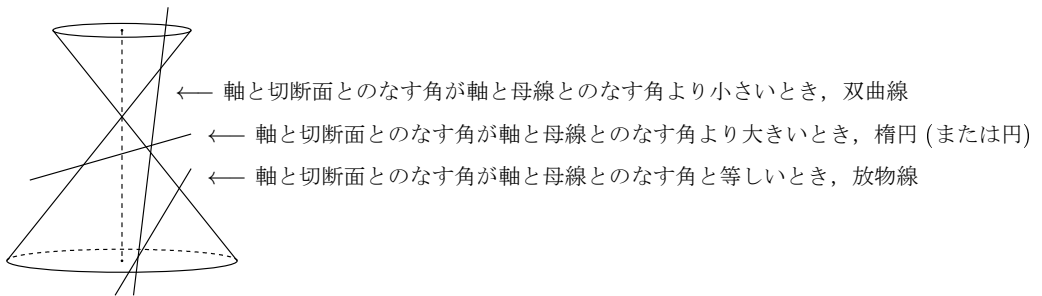 軸と切断面とのなす角が軸と母線とのなす角より小さいとき，双曲線
軸と切断面とのなす角が軸と母線とのなす角より大きいとき，楕円 (または円)
軸と切断面とのなす角が軸と母線とのなす角と等しいとき，放物線